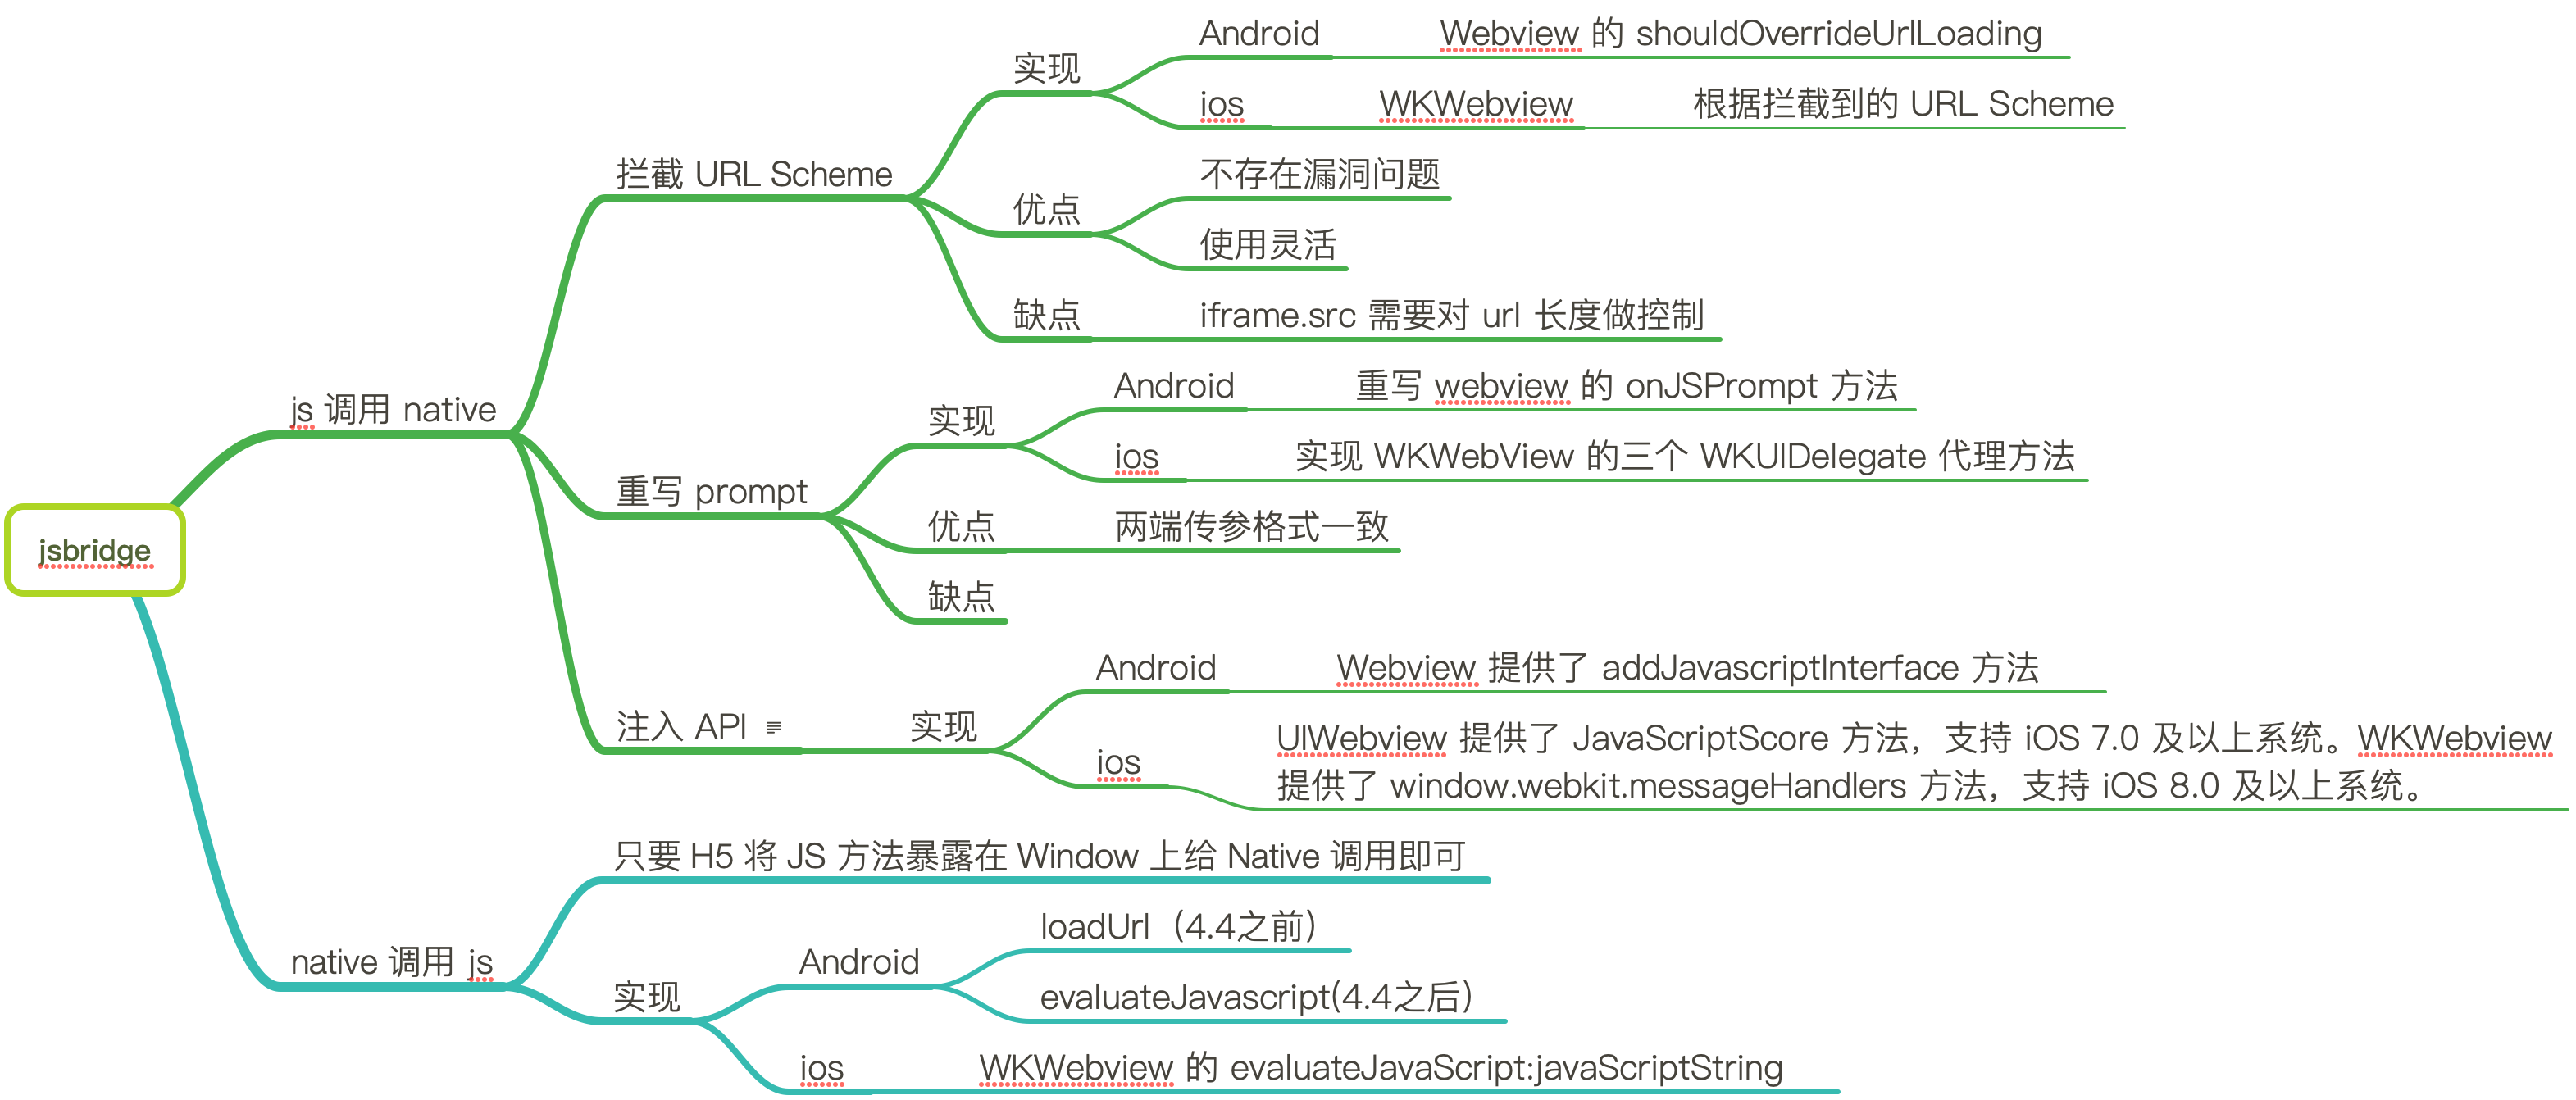 jsbridge
js 调用 native
拦截 URL Scheme
实现
Android
Webview 的 shouldOverrideUrlLoading
ios
WKWebview
根据拦截到的 URL Scheme
优点
不存在漏洞问题
使用灵活
缺点
iframe.src 需要对 url 长度做控制
重写 prompt
实现
Android
重写 webview 的 onJSPrompt 方法
ios
实现 WKWebView 的三个 WKUIDelegate 代理方法
优点
两端传参格式一致
缺点
注入 API
实现
Android
Webview 提供了 addJavascriptInterface 方法
ios
UIWebview 提供了 JavaScriptScore 方法，支持 iOS 7.0 及以上系统。WKWebview
提供了 window.webkit.messageHandlers 方法，支持 iOS 8.0 及以上系统。
native 调用 js
只要 H5 将 JS 方法暴露在 Window 上给 Native 调用即可
实现
Android
loadUrl（4.4之前）
evaluateJavascript(4.4之后）
ios
WKWebview 的 evaluateJavaScript:javaScriptString